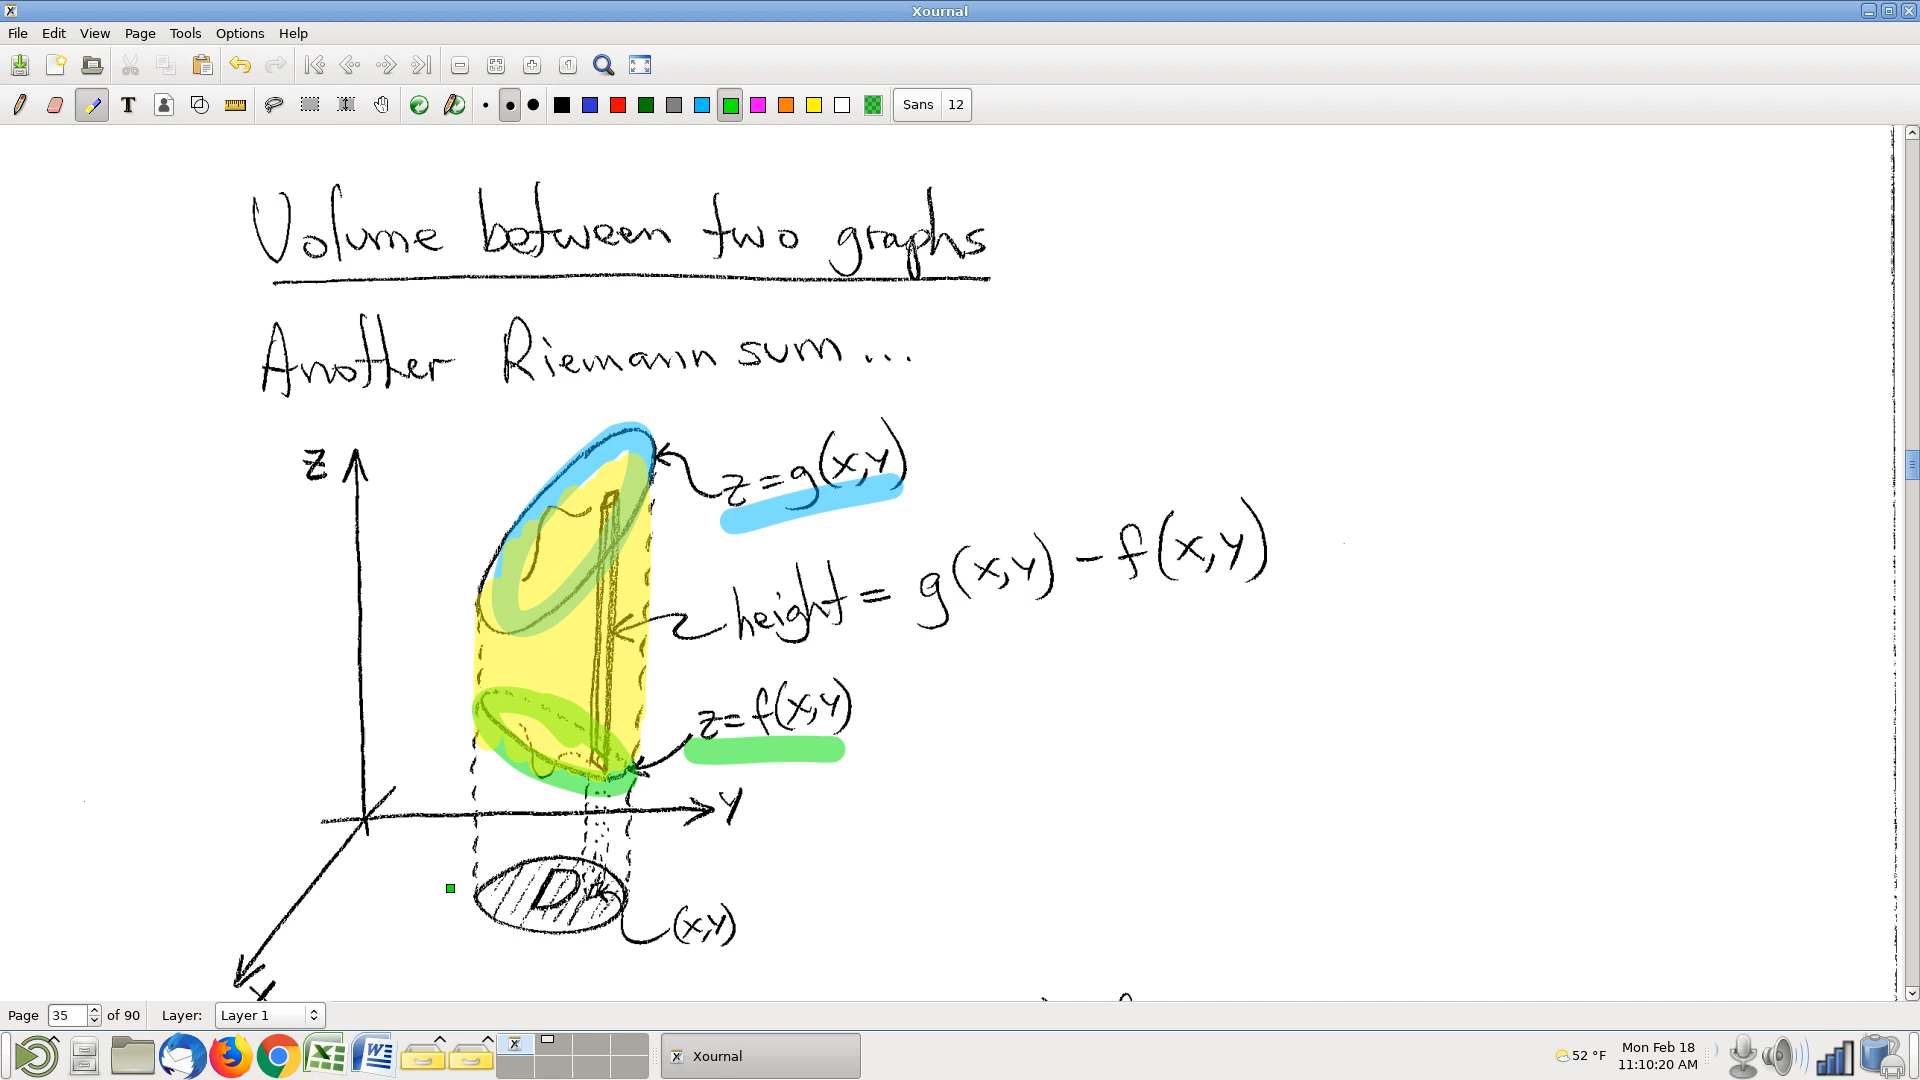 Xournal
File Edit View Page Tools Options Help
Sans 12
Volume between two graphs
Another Riemann sum...
z
z = g(x,y)
height = g(x,y) - f(x,y)
z = f(x,y)
y
D
(x,y)
x
Page 35 of 90 Layer: Layer 1
Xournal
52 °F
Mon Feb 18
11:10:20 AM